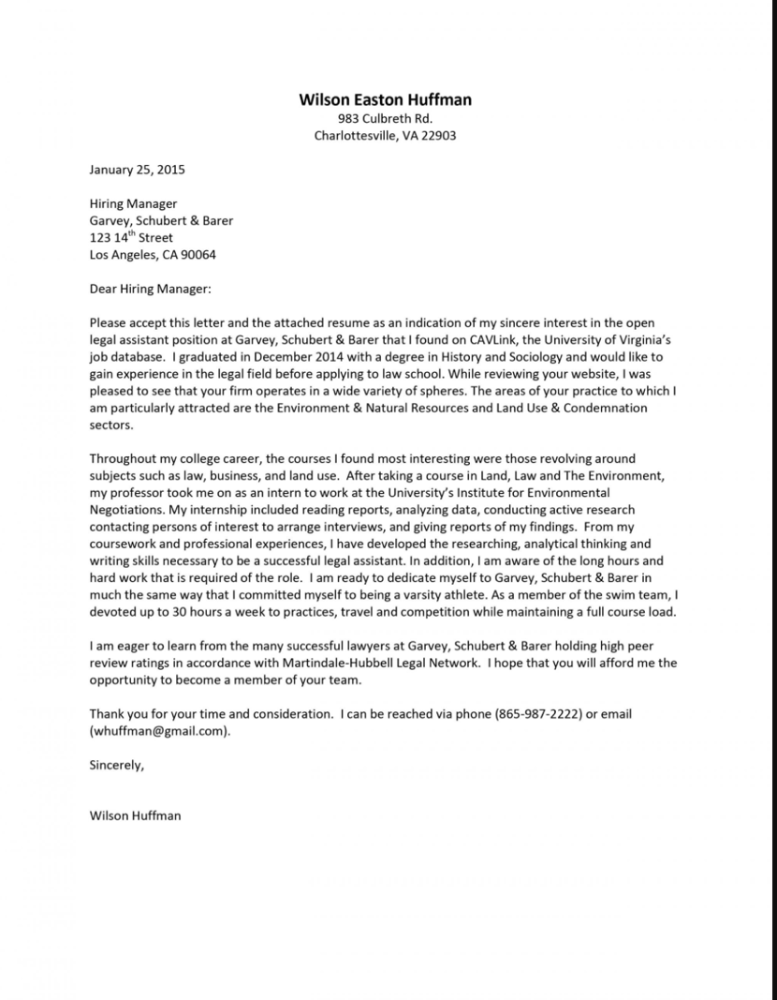 Wilson Easton Huffman
983 Culbreth Rd.
Charlottesville, VA 22903
January 25, 2015
Hiring Manager
Garvey, Schubert & Barer
123 14th Street
Los Angeles, CA 90064
Dear Hiring Manager:
Please accept this letter and the attached resume as an indication of my sincere interest in the open
legal assistant position at Garvey, Schubert & Barer that I found on CAVLink, the University of Virginia's
job database.  I graduated in December 2014 with a degree in History and Sociology and would like to
gain experience in the legal field before applying to law school. While reviewing your website, I was
pleased to see that your firm operates in a wide variety of spheres. The areas of your practice to which I
am particularly attracted are the Environment & Natural Resources and Land Use & Condemnation
sectors.
Throughout my college career, the courses I found most interesting were those revolving around
subjects such as law, business, and land use.  After taking a course in Land, Law and The Environment,
my professor took me on as an intern to work at the University's Institute for Environmental
Negotiations. My internship included reading reports, analyzing data, conducting active research
contacting persons of interest to arrange interviews, and giving reports of my findings.  From my
coursework and professional experiences, I have developed the researching, analytical thinking and
writing skills necessary to be a successful legal assistant. In addition, I am aware of the long hours and
hard work that is required of the role.  I am ready to dedicate myself to Garvey, Schubert & Barer in
much the same way that I committed myself to being a varsity athlete. As a member of the swim team, I
devoted up to 30 hours a week to practices, travel and competition while maintaining a full course load.
I am eager to learn from the many successful lawyers at Garvey, Schubert & Barer holding high peer
review ratings in accordance with Martindale-Hubbell Legal Network.  I hope that you will afford me the
opportunity to become a member of your team.
Thank you for your time and consideration.  I can be reached via phone (865-987-2222) or email
(whuffman@gmail.com).
Sincerely,
Wilson Huffman